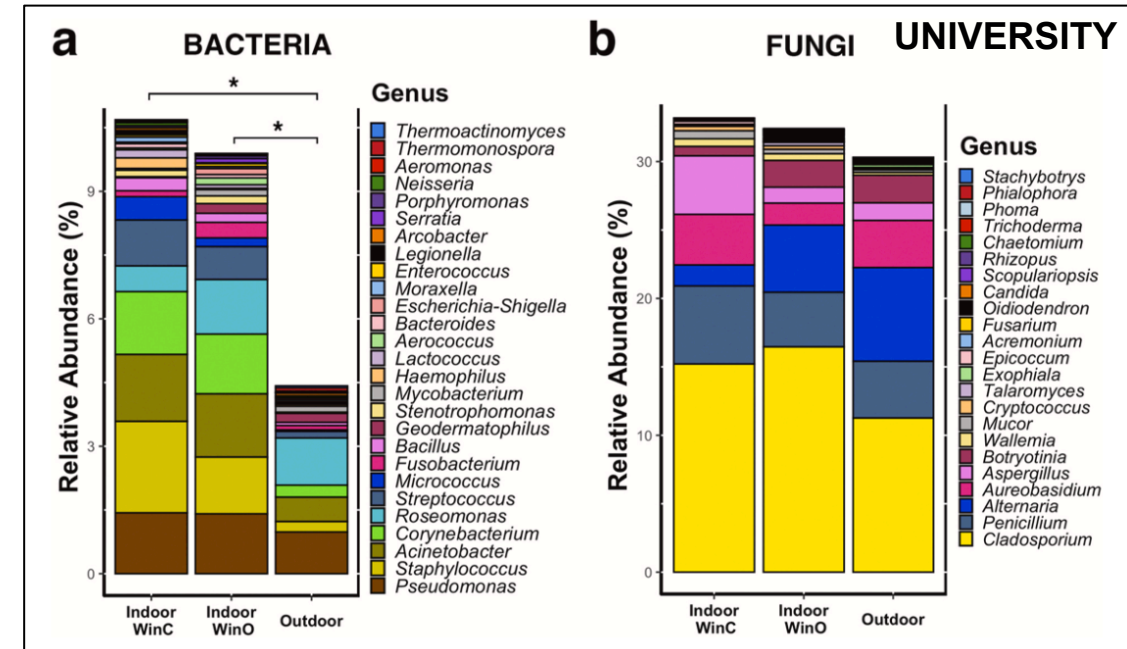 a BACTERIA
*
*
Relative Abundance (%)
9
6
3
0
Indoor WinC
Indoor WinO
Outdoor
Genus
Thermoactinomyces
Thermomonospora
Aeromonas
Neisseria
Porphyromonas
Serratia
Arcobacter
Legionella
Enterococcus
Moraxella
Escherichia-Shigella
Bacteroides
Aerococcus
Lactococcus
Haemophilus
Mycobacterium
Stenotrophomonas
Geodermatophilus
Bacillus
Fusobacterium
Micrococcus
Streptococcus
Roseomonas
Corynebacterium
Acinetobacter
Staphylococcus
Pseudomonas
b FUNGI UNIVERSITY
Relative Abundance (%)
30
20
10
0
Indoor WinC
Indoor WinO
Outdoor
Genus
Stachybotrys
Phialophora
Phoma
Trichoderma
Chaetomium
Rhizopus
Scopulariopsis
Candida
Oidiodendron
Fusarium
Acremonium
Epicoccum
Exophiala
Talaromyces
Cryptococcus
Mucor
Wallemia
Botryotinia
Aspergillus
Aureobasidium
Alternaria
Penicillium
Cladosporium